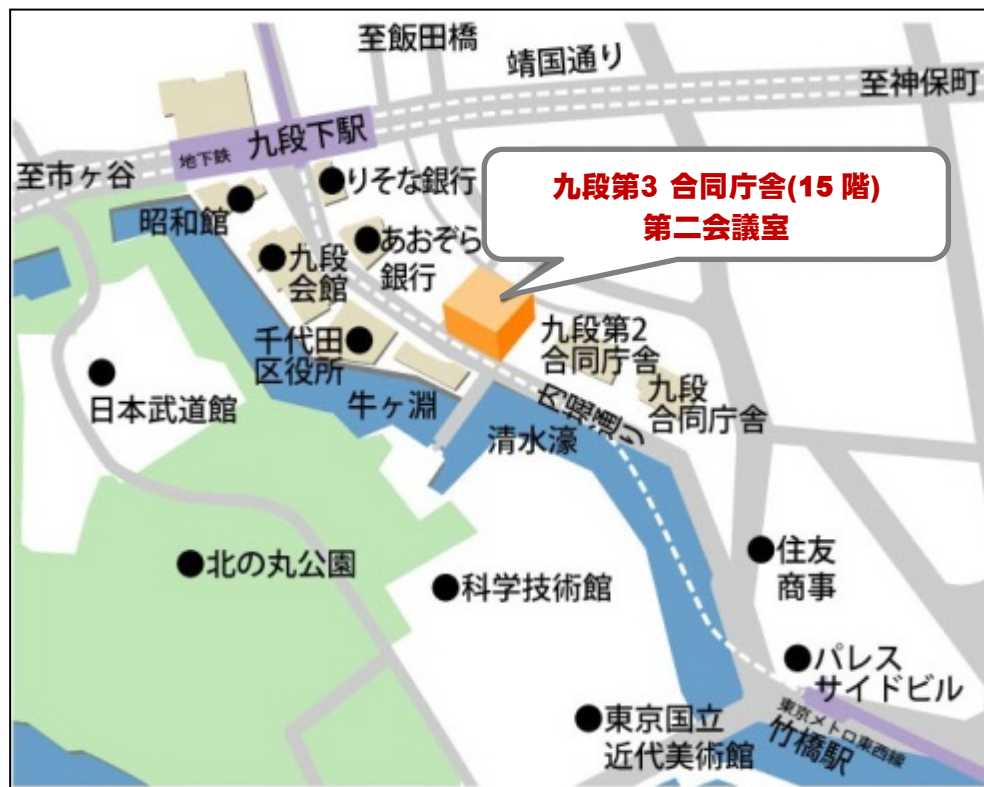 至飯田橋
靖国通り
至神保町
地下鉄 九段下駅
至市ヶ谷
●りそな銀行
昭和館
九段第3 合同庁舎(15 階)
第二会議室
●あおぞら
銀行
●九段
会館
千代田●
区役所
九段第2
合同庁舎
九段
合同庁舎
日本武道館
牛ヶ淵
清水濠
内堀通り
●北の丸公園
●科学技術館
●住友
商事
●パレス
サイドビル
●東京国立
近代美術館
東京メトロ東西線
竹橋駅